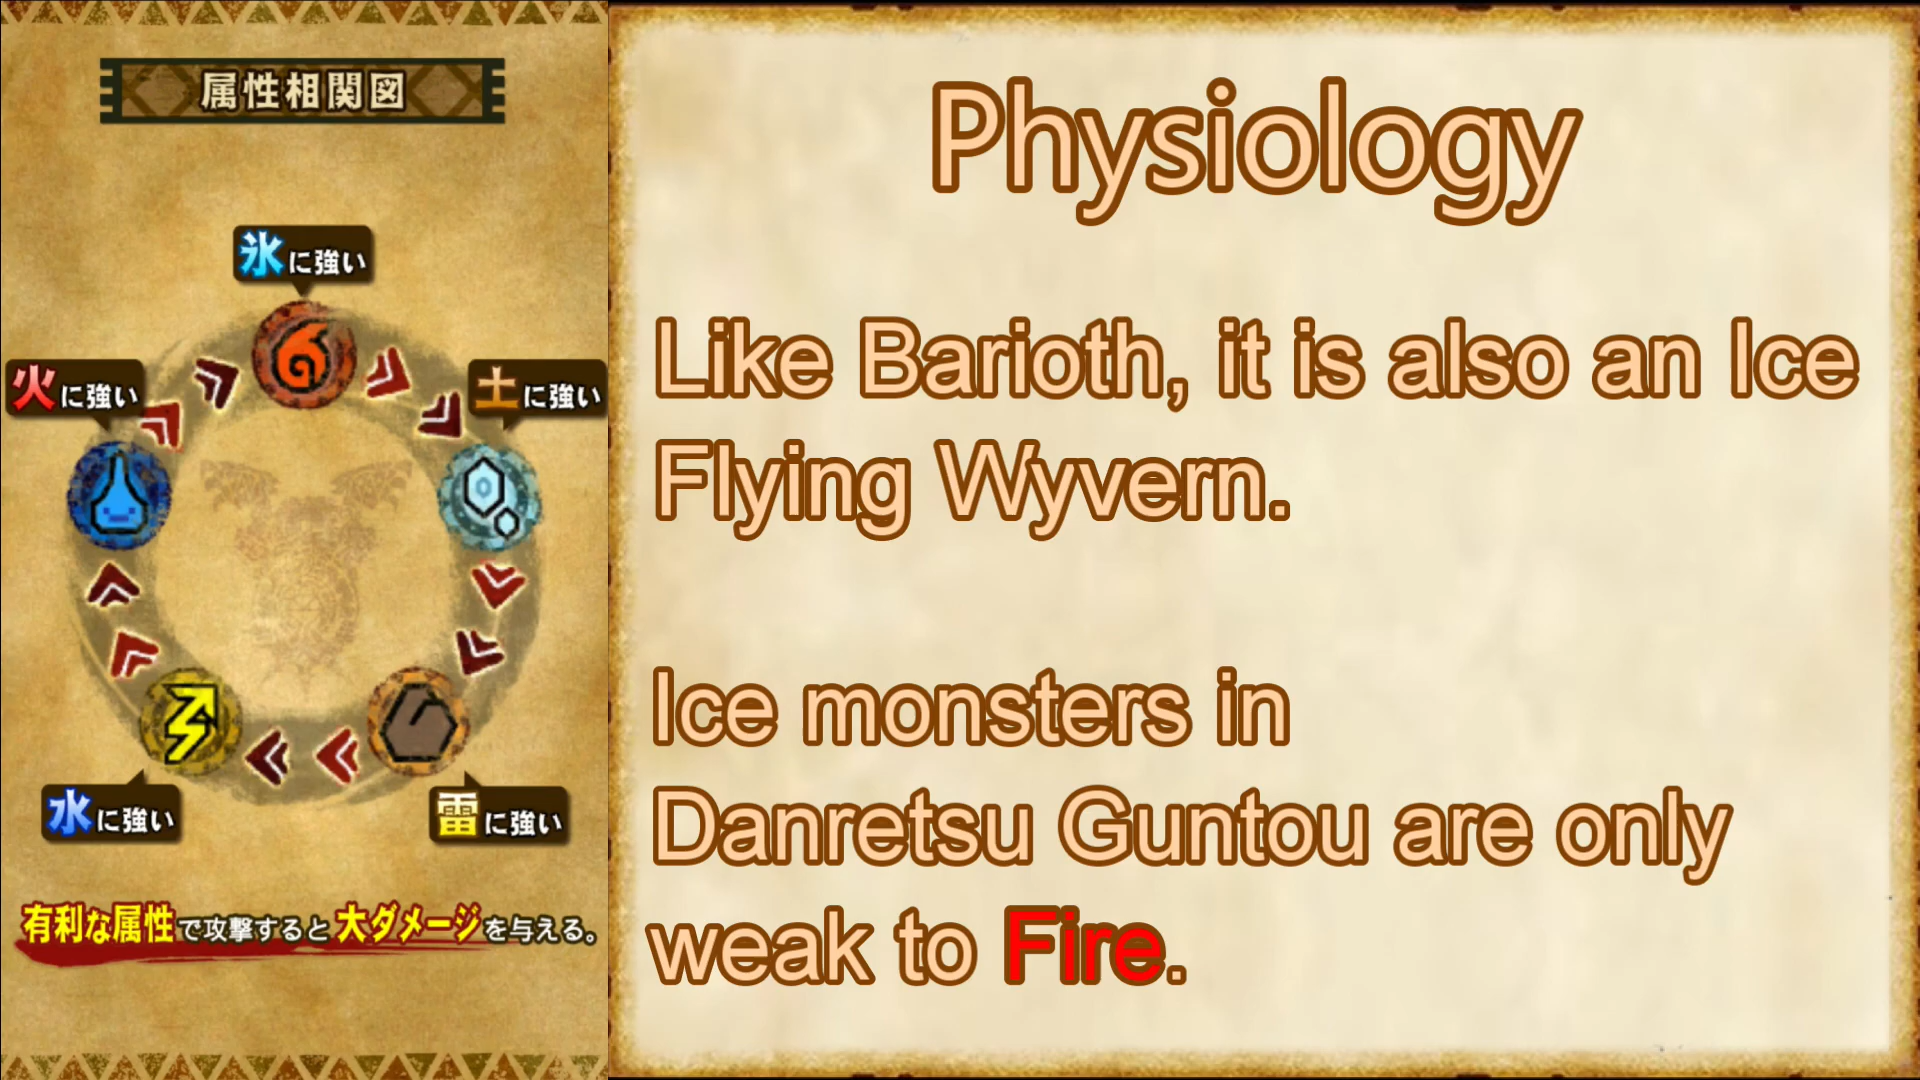 属性相関図
氷に強い
火に強い
土に強い
水に強い
雷に強い
有利な属性で攻撃すると大ダメージを与える。
Physiology
Like Barioth, it is also an Ice
Flying Wyvern.
Ice monsters in
Danretsu Guntou are only
weak to Fire.